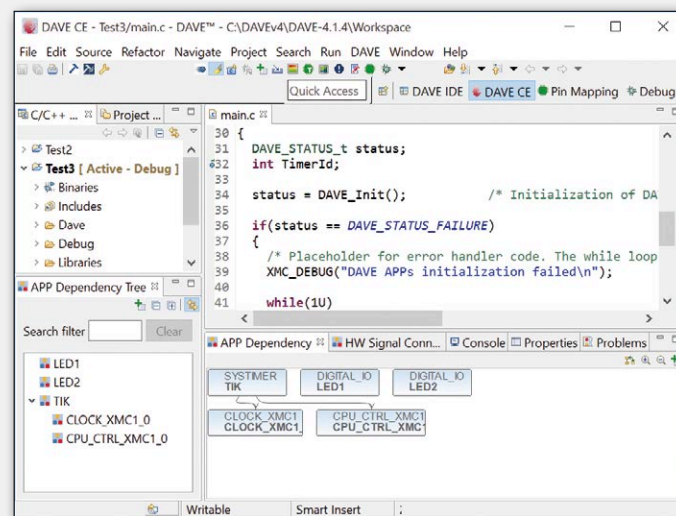 DAVE CE - Test3/main.c - DAVE™ - C:\DAVEv4\DAVE-4.1.4\Workspace
File Edit Source Refactor Navigate Project Search Run DAVE Window Help
Quick Access DAVE IDE DAVE CE Pin Mapping Debug
C/C++ ... Project ...
Test2
Test3 [ Active - Debug ]
Binaries
Includes
Dave
Debug
Libraries
main.c
30 {
31 DAVE_STATUS_t status;
32 int TimerId;
33
34 status = DAVE_Init(); /* Initialization of DA
35
36 if(status == DAVE_STATUS_FAILURE)
37 {
38 /* Placeholder for error handler code. The while loop
39 XMC_DEBUG("DAVE APPs initialization failed\n");
40
41 while(1U)
APP Dependency Tree
Search filter Clear
LED1
LED2
TIK
CLOCK_XMC1_0
CPU_CTRL_XMC1_0
APP Dependency HW Signal Conn... Console Properties Problems
SYSTIMER
TIK
DIGITAL_IO
LED1
DIGITAL_IO
LED2
CLOCK_XMC1
CLOCK_XMC1_
CPU_CTRL_XMC1
CPU_CTRL_XMC1
Writable Smart Insert :